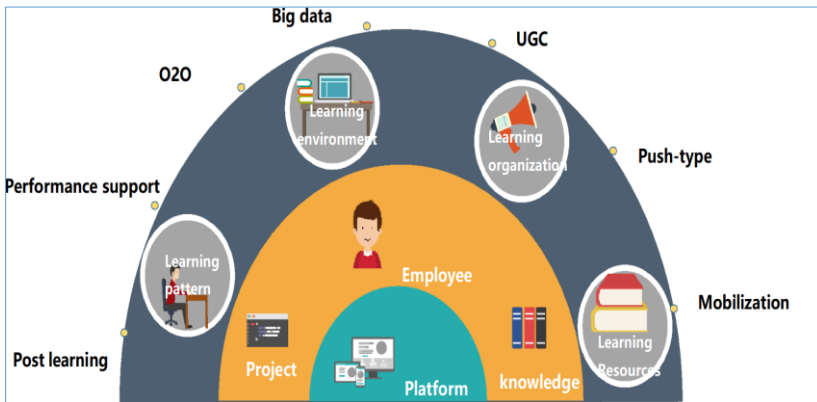 Big data
UGC
O2O
Learning
environment
Learning
organization
Push-type
Performance support
Learning
pattern
Employee
Mobilization
Post learning
Project
Platform
knowledge
Learning
Resources